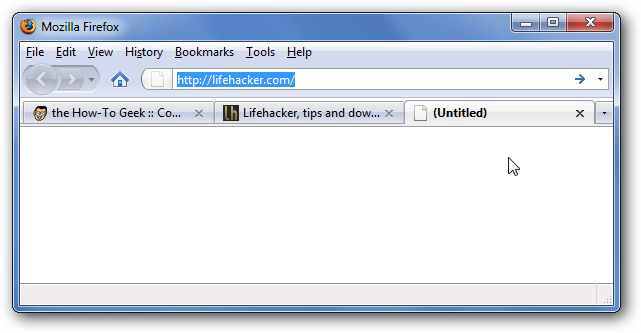 Mozilla Firefox
File Edit View History Bookmarks Tools Help
http://lifehacker.com/
the How-To Geek :: Co... lh Lifehacker, tips and dow... (Untitled)